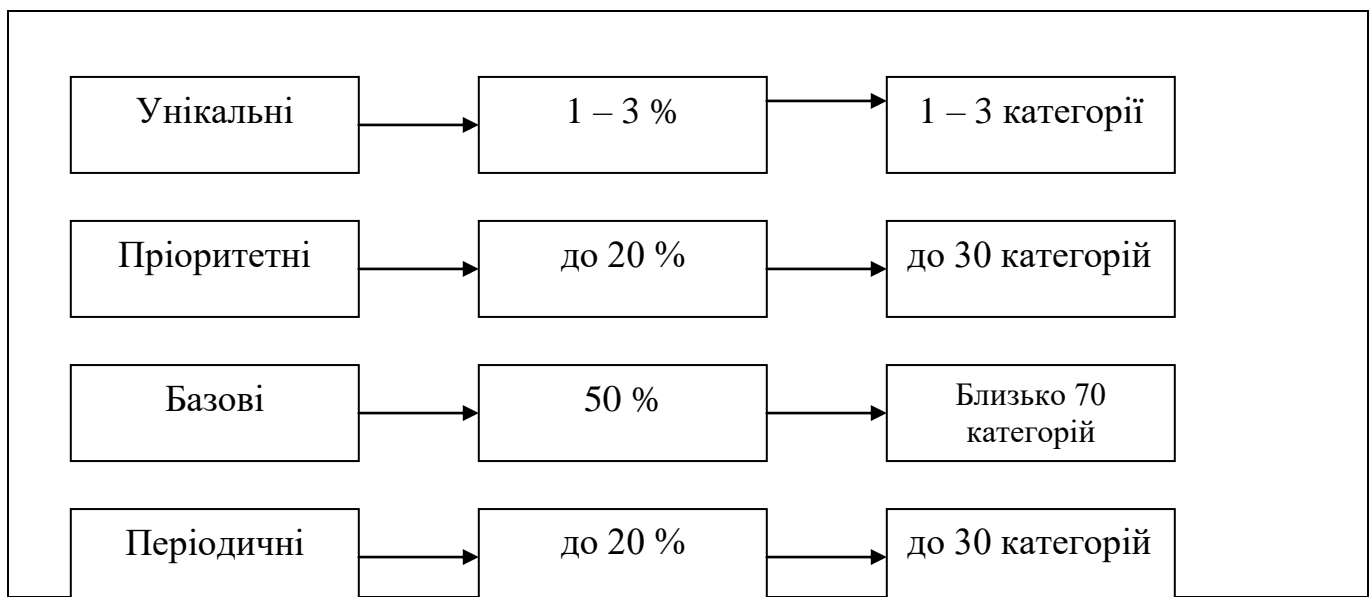 Унікальні
1 – 3 %
1 – 3 категорії
Пріоритетні
до 20 %
до 30 категорій
Базові
50 %
Близько 70
категорій
Періодичні
до 20 %
до 30 категорій